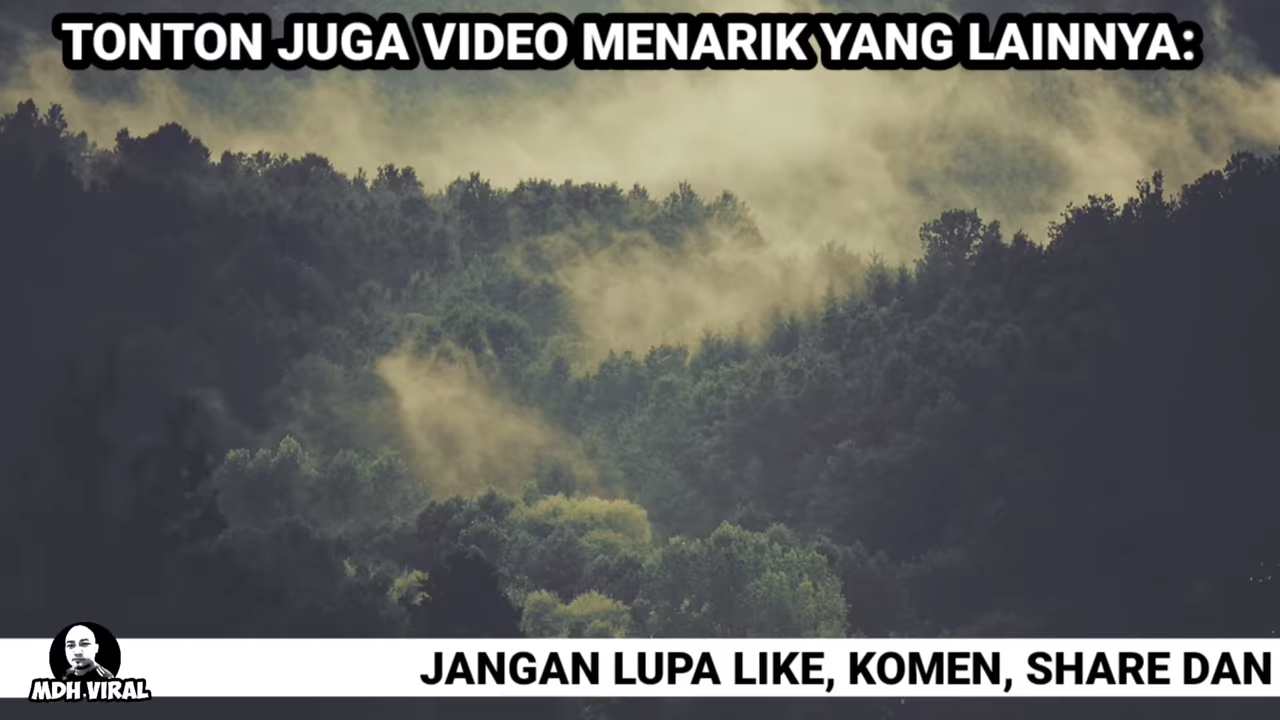 TONTON JUGA VIDEO MENARIK YANG LAINNYA:
JANGAN LUPA LIKE, KOMEN, SHARE DAN
MDH VIRAL